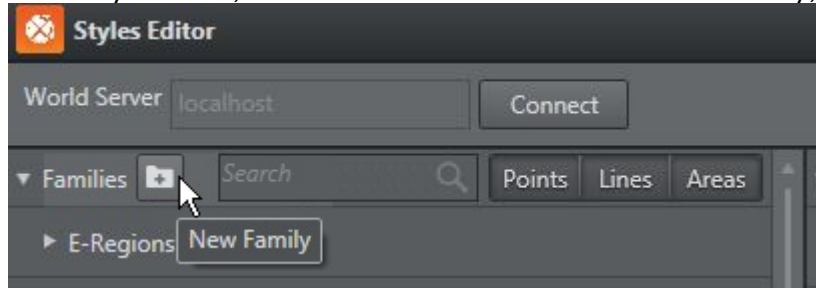 Styles Editor
World Server localhost Connect
Families Search Points Lines Areas
E-Regions New Family